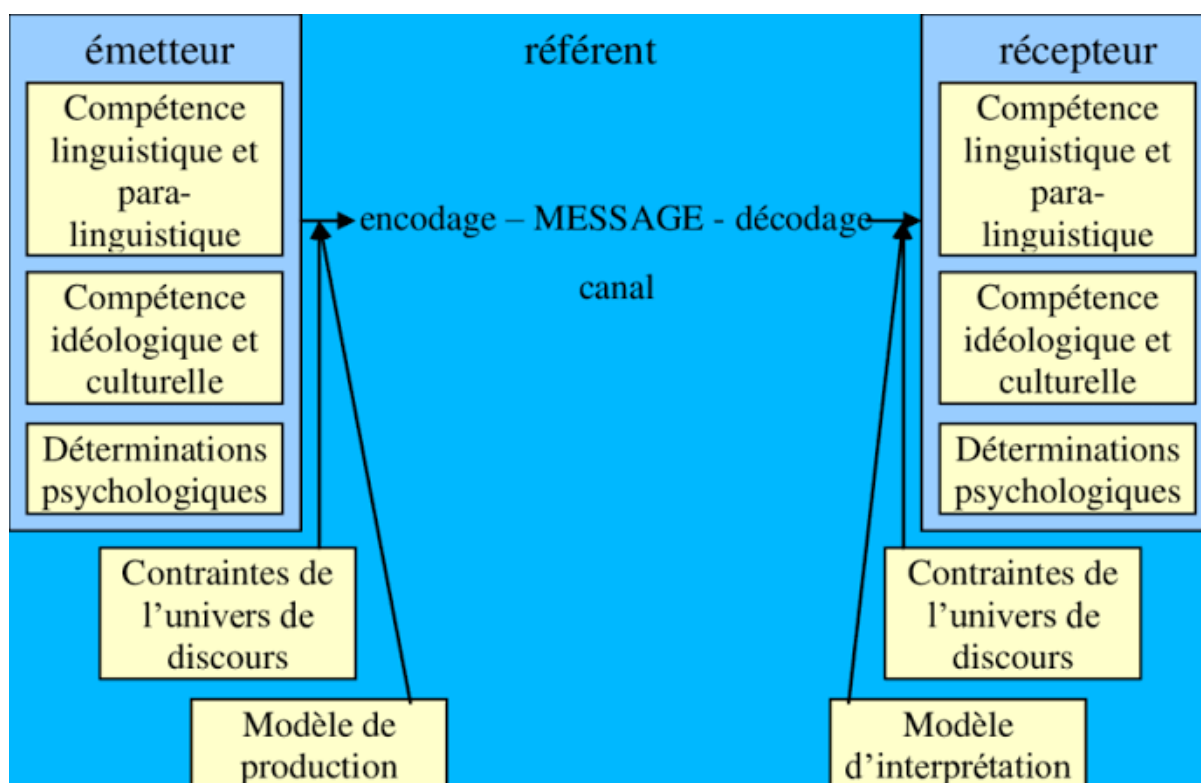 émetteur
Compétence
linguistique et
para-
linguistique
Compétence
idéologique et
culturelle
Déterminations
psychologiques
référent
encodage – MESSAGE - décodage
canal
récepteur
Compétence
linguistique et
para-
linguistique
Compétence
idéologique et
culturelle
Déterminations
psychologiques
Contraintes de
l’univers de
discours
Contraintes de
l’univers de
discours
Modèle de
production
Modèle
d’interprétation